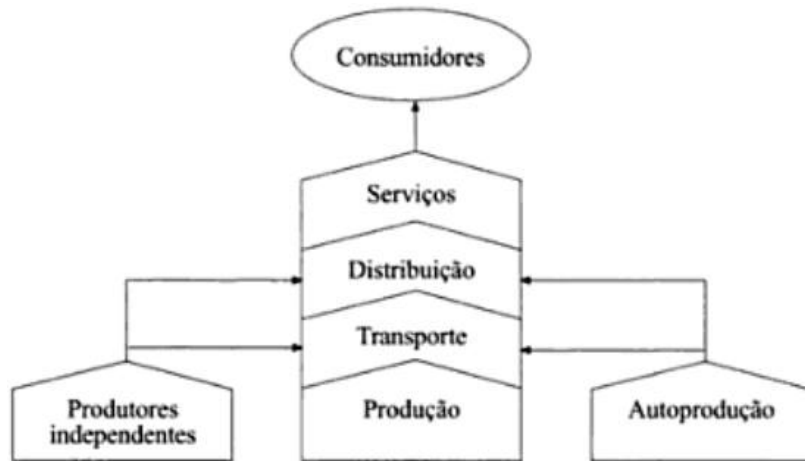 Consumidores
Serviços
Distribuição
Transporte
Produtores
independentes
Produção
Autoprodução